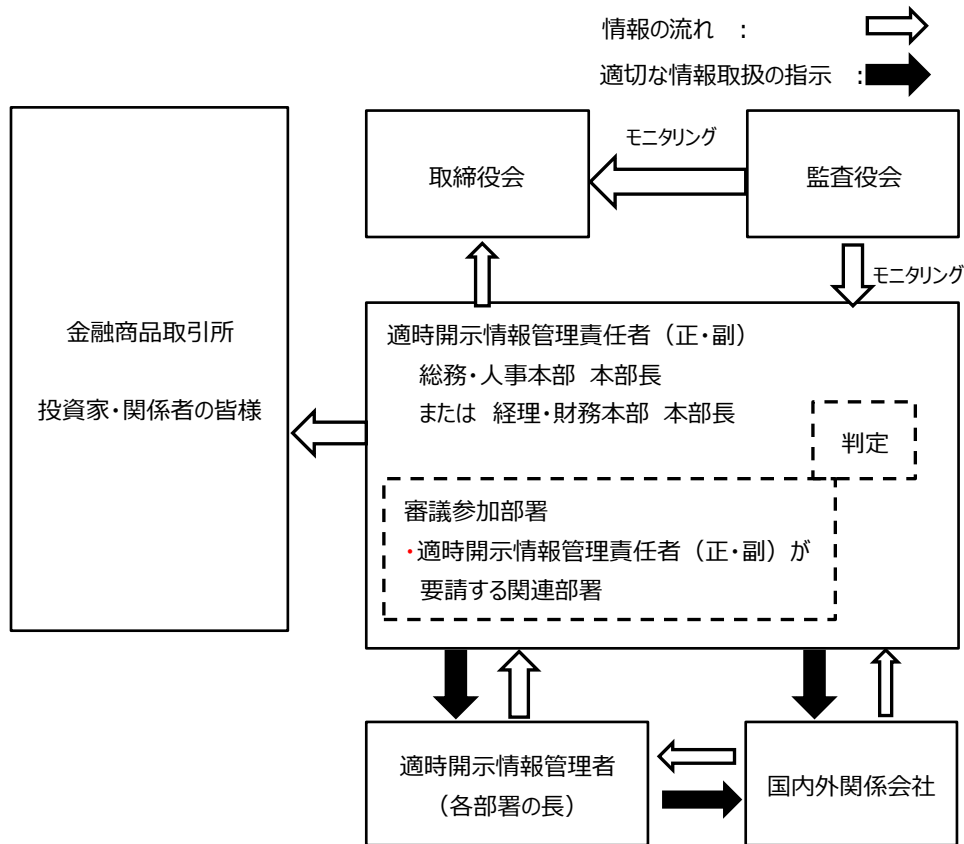 情報の流れ :
適切な情報取扱の指示 :
モニタリング
取締役会
監査役会
モニタリング
金融商品取引所
投資家・関係者の皆様
適時開示情報管理責任者（正・副）
総務・人事本部 本部長
または 経理・財務本部 本部長
判定
審議参加部署
・適時開示情報管理責任者（正・副）が
要請する関連部署
適時開示情報管理者
（各部署の長）
国内外関係会社